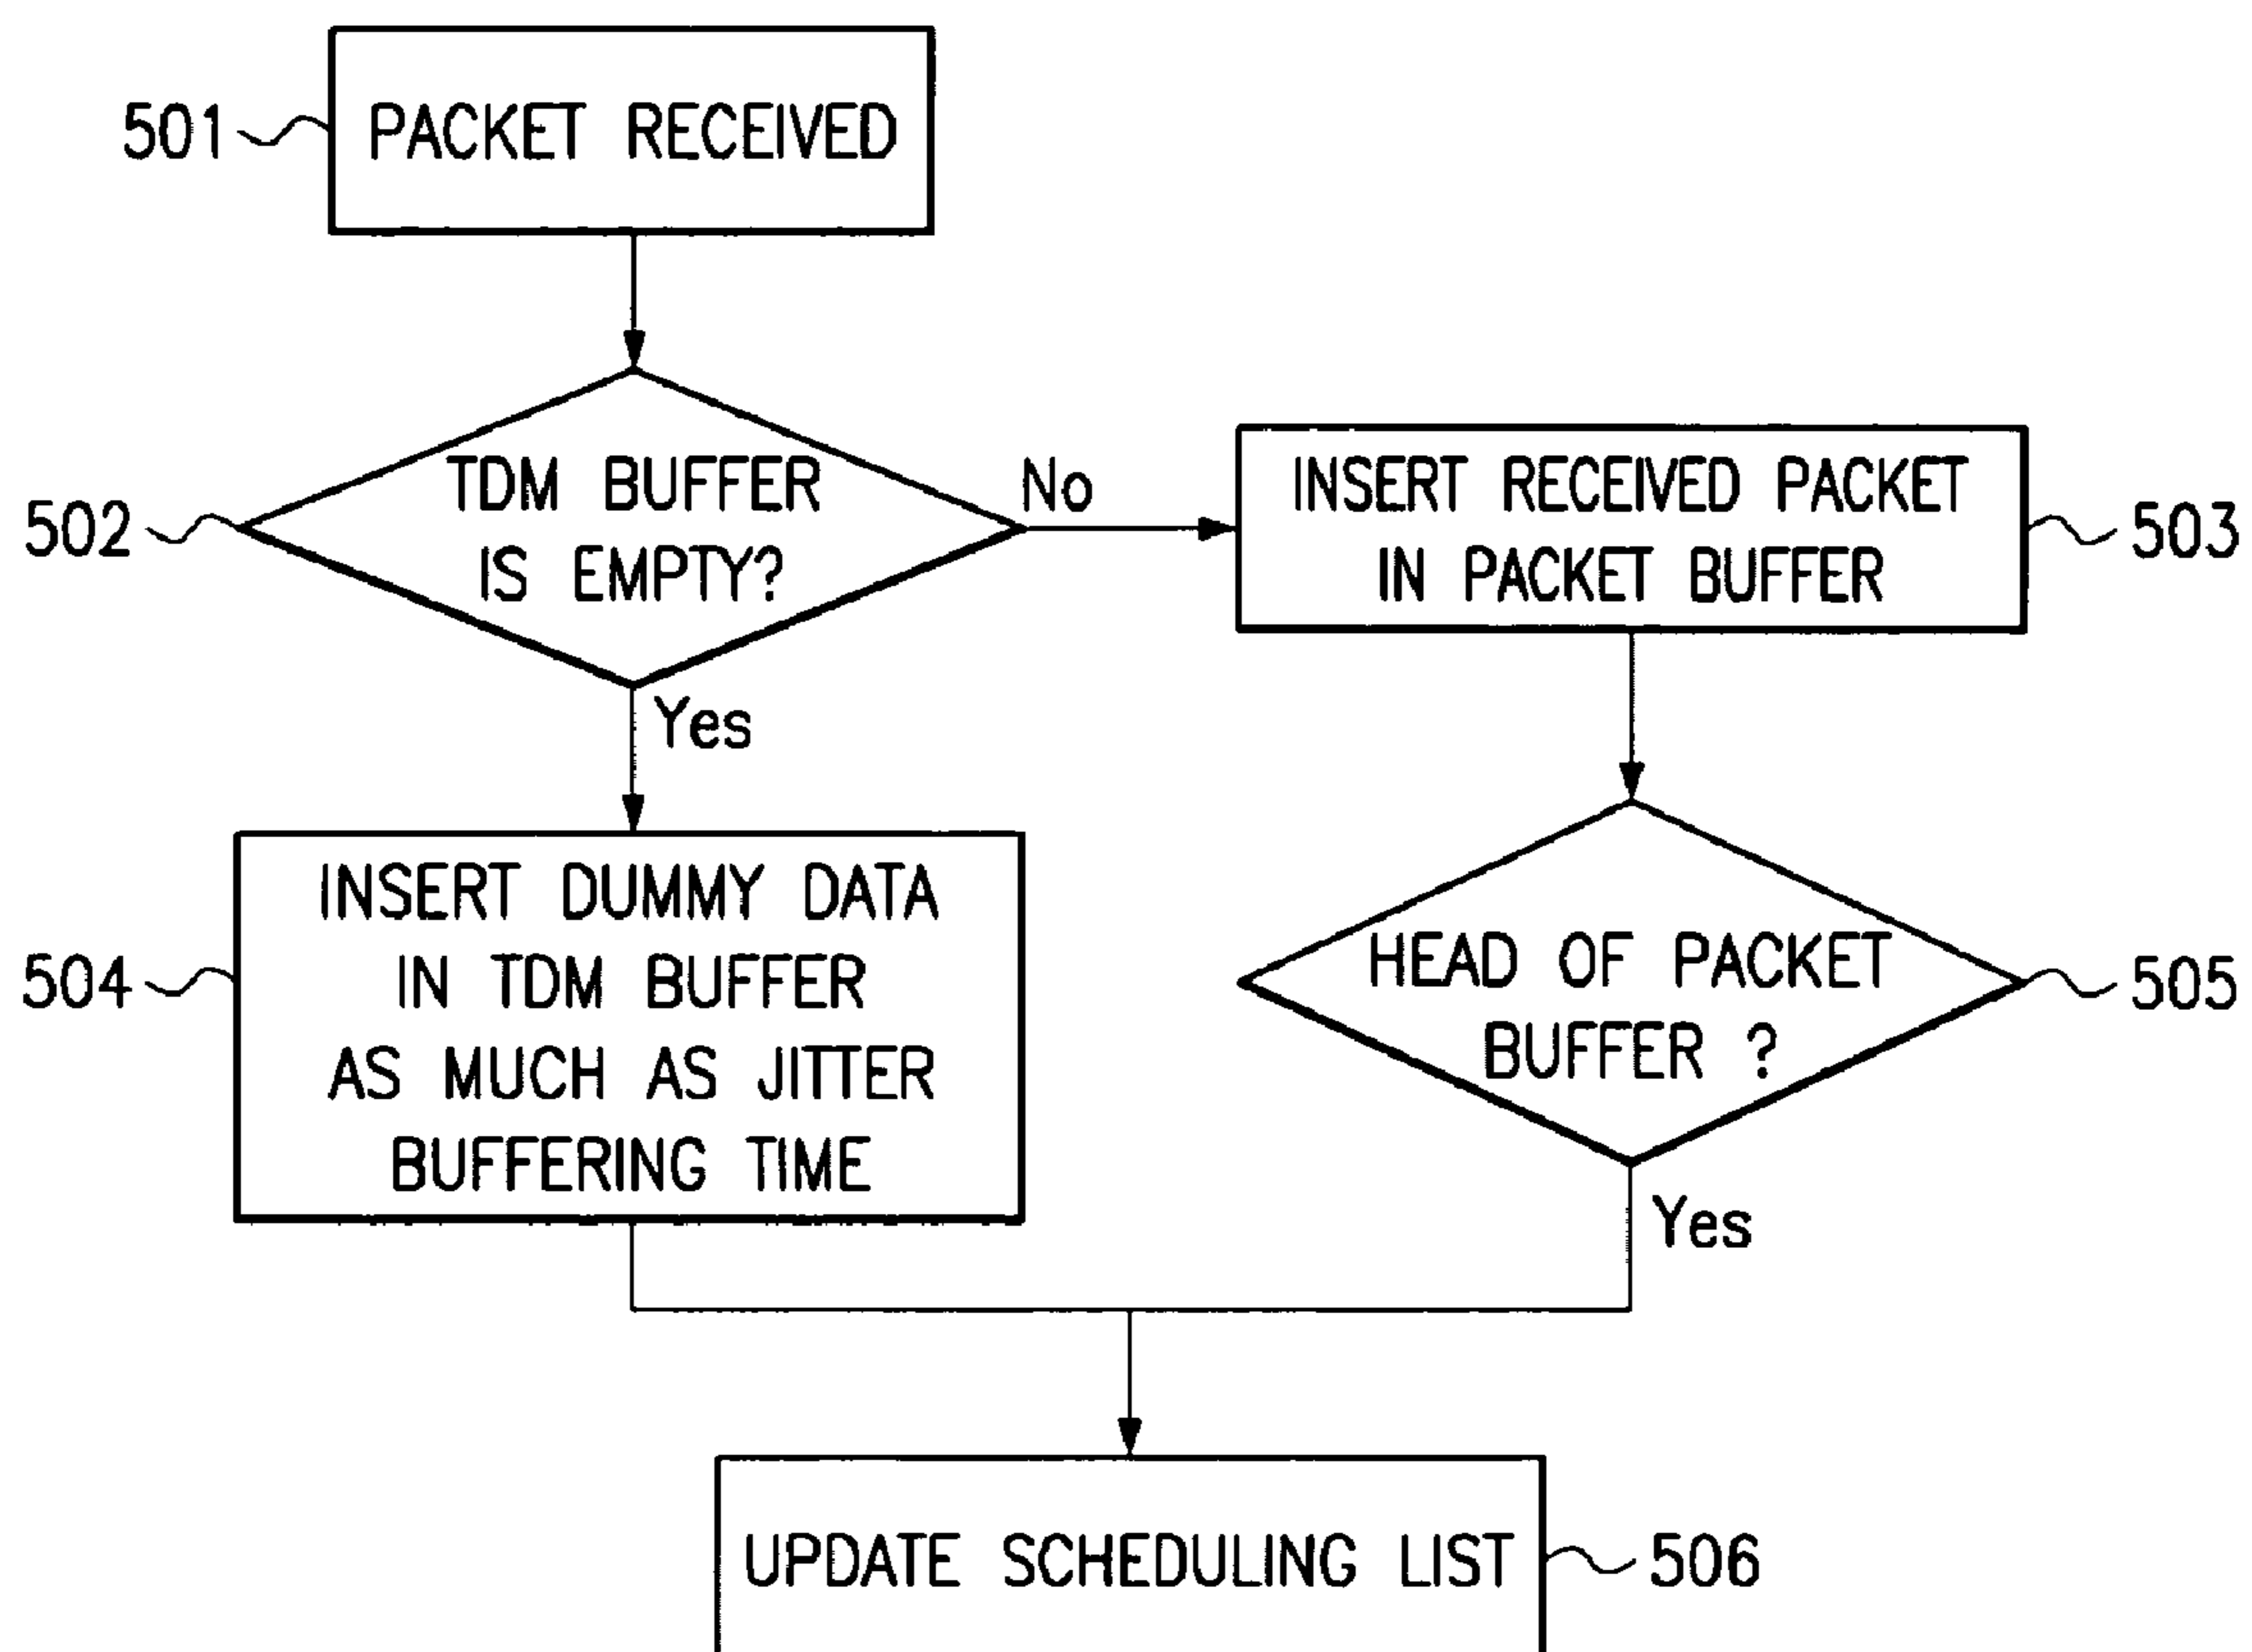 501
PACKET RECEIVED
502
TDM BUFFER
IS EMPTY?
No
INSERT RECEIVED PACKET
IN PACKET BUFFER
503
Yes
504
INSERT DUMMY DATA
IN TDM BUFFER
AS MUCH AS JITTER
BUFFERING TIME
HEAD OF PACKET
BUFFER ?
505
Yes
UPDATE SCHEDULING LIST
506